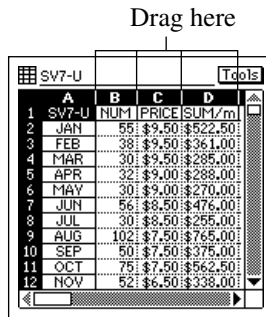 Drag here
SV7-U Tools
A B C D
1 SV7-U NUM PRICE SUM/m
2 JAN 55 $9.50 $522.50
3 FEB 38 $9.50 $361.00
4 MAR 30 $9.50 $285.00
5 APR 32 $9.00 $288.00
6 MAY 30 $9.00 $270.00
7 JUN 56 $8.50 $476.00
8 JUL 30 $8.50 $255.00
9 AUG 102 $7.50 $765.00
10 SEP 50 $7.50 $375.00
11 OCT 75 $7.50 $562.50
12 NOV 52 $6.50 $338.00